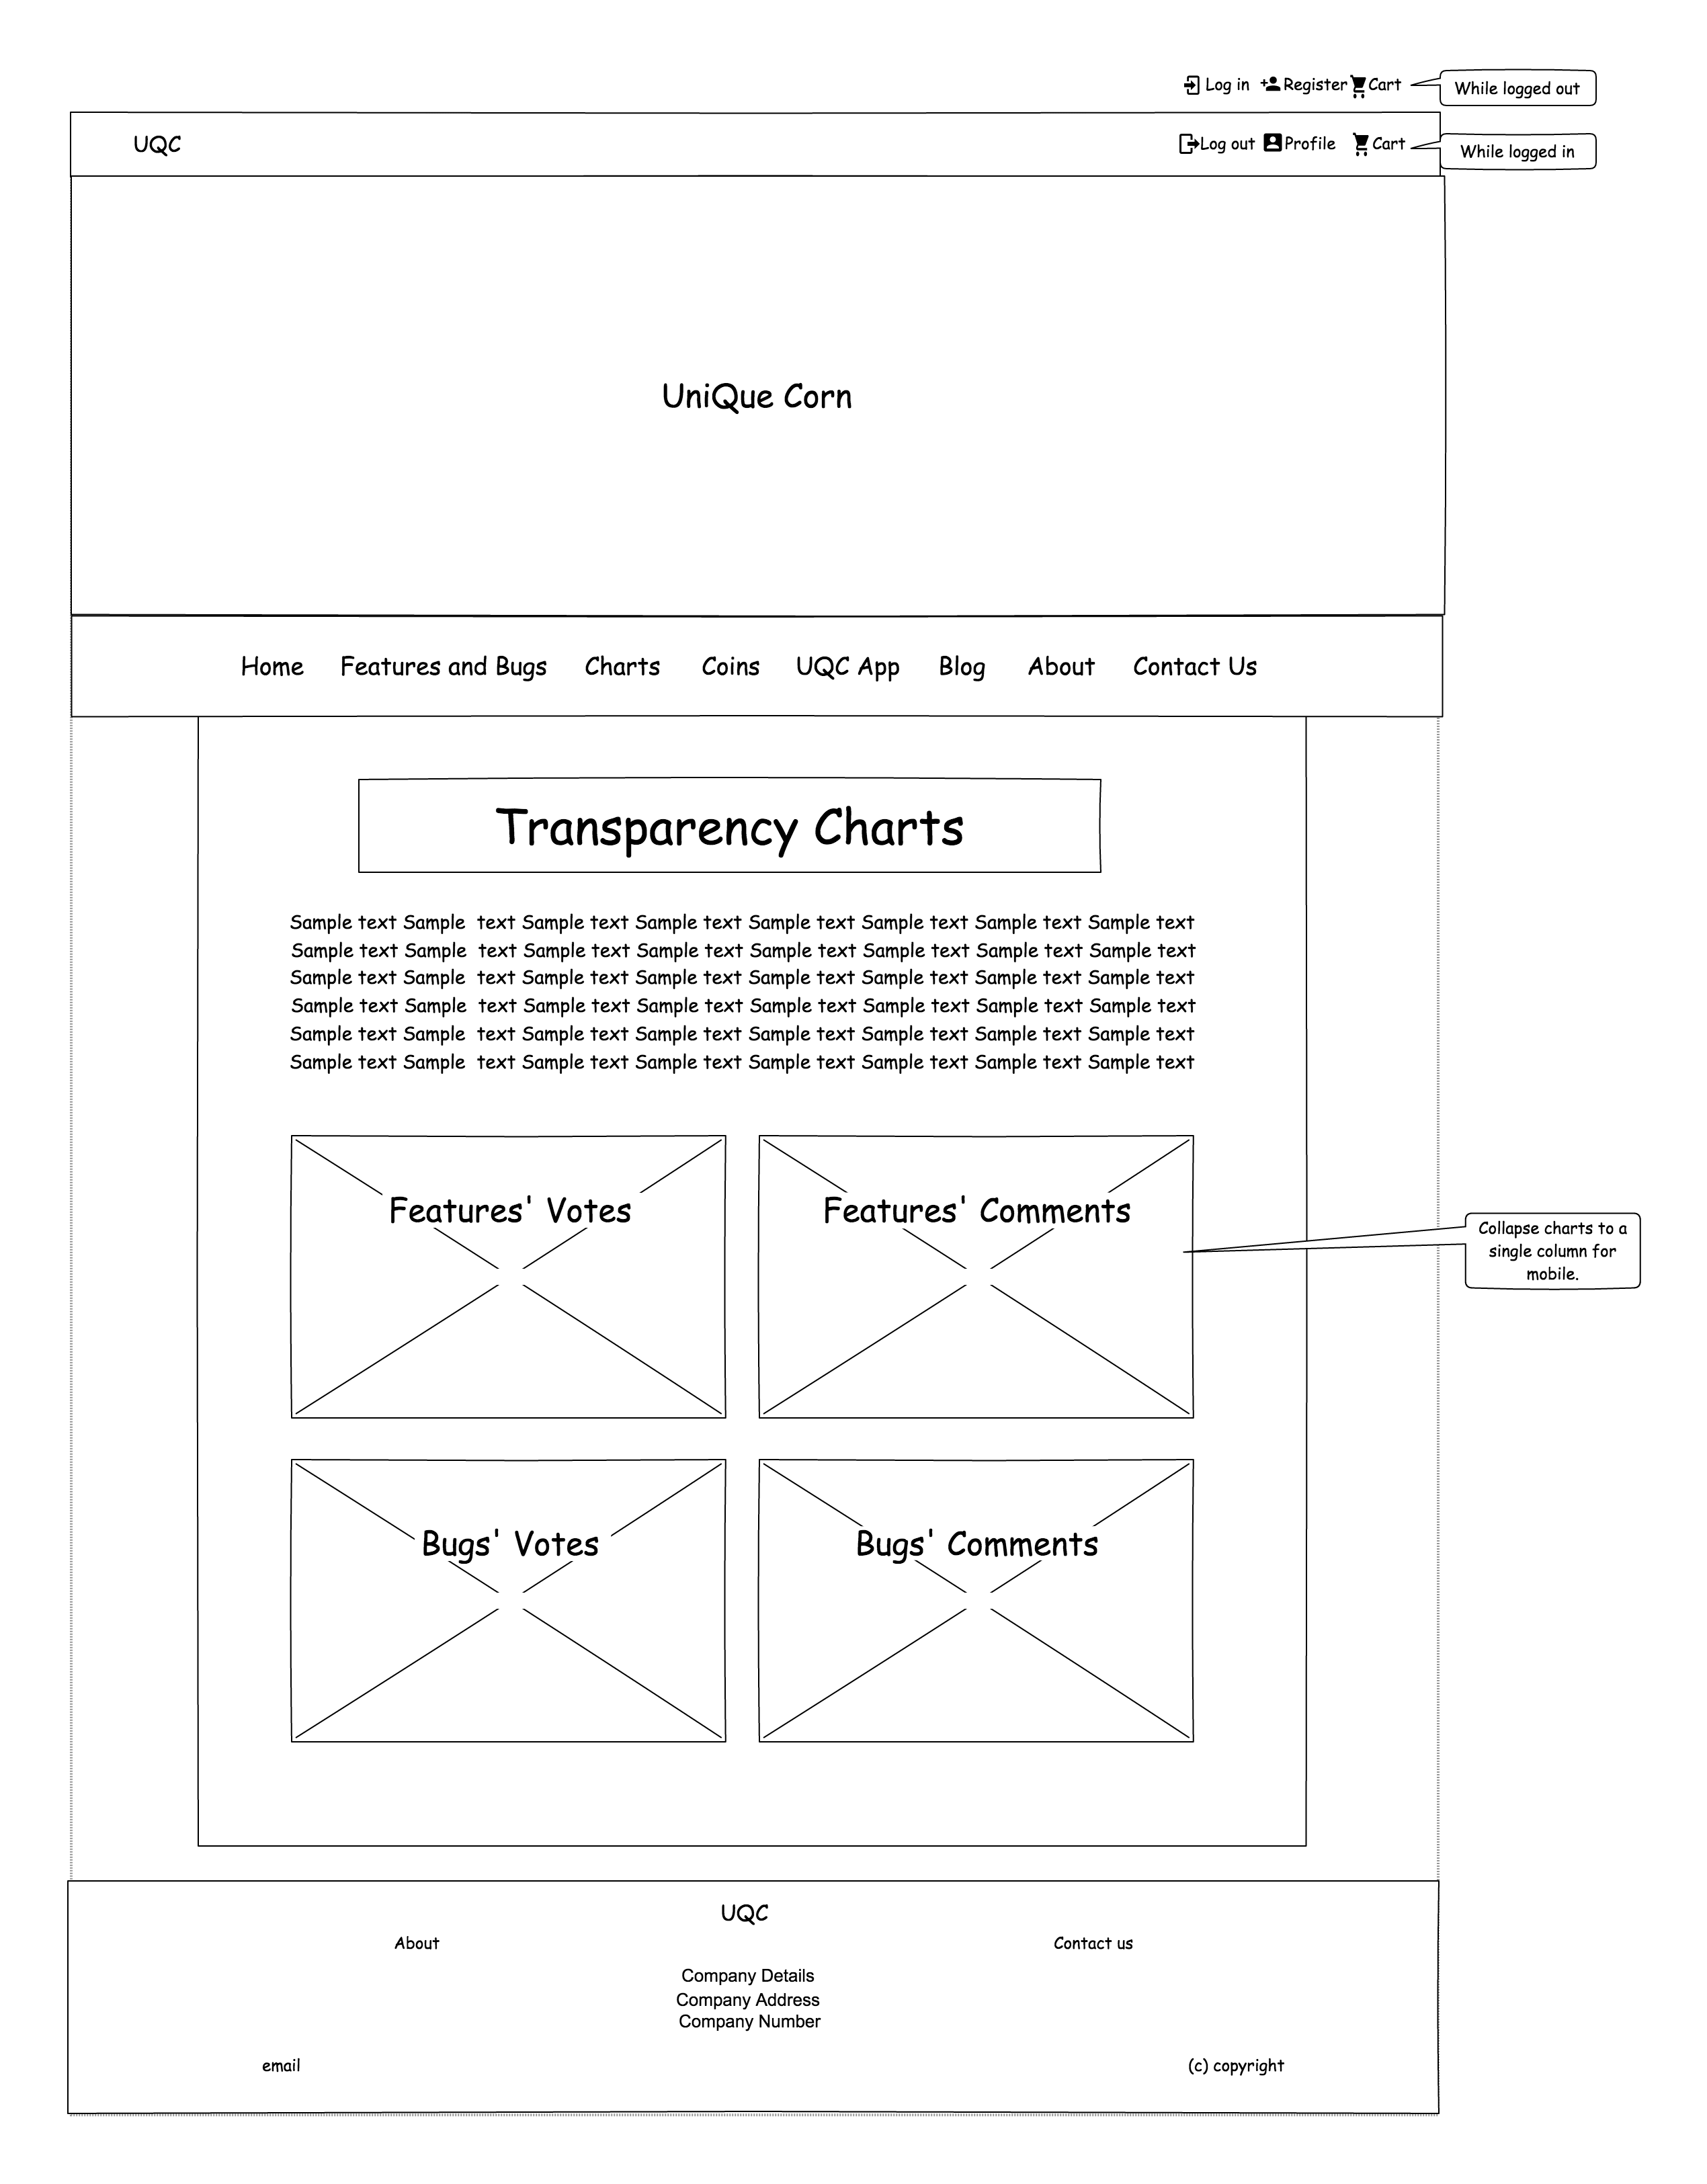 Log in Register Cart
While logged out
UQC
Log out Profile Cart
While logged in
UniQue Corn
Home Features and Bugs Charts Coins UQC App Blog About Contact Us
Transparency Charts
Sample text Sample text Sample text Sample text Sample text Sample text Sample text Sample text
Sample text Sample text Sample text Sample text Sample text Sample text Sample text Sample text
Sample text Sample text Sample text Sample text Sample text Sample text Sample text Sample text
Sample text Sample text Sample text Sample text Sample text Sample text Sample text Sample text
Sample text Sample text Sample text Sample text Sample text Sample text Sample text Sample text
Sample text Sample text Sample text Sample text Sample text Sample text Sample text Sample text
Features' Votes
Features' Comments
Collapse charts to a
single column for
mobile.
Bugs' Votes
Bugs' Comments
UQC
About
Contact us
Company Details
Company Address
Company Number
email
(c) copyright